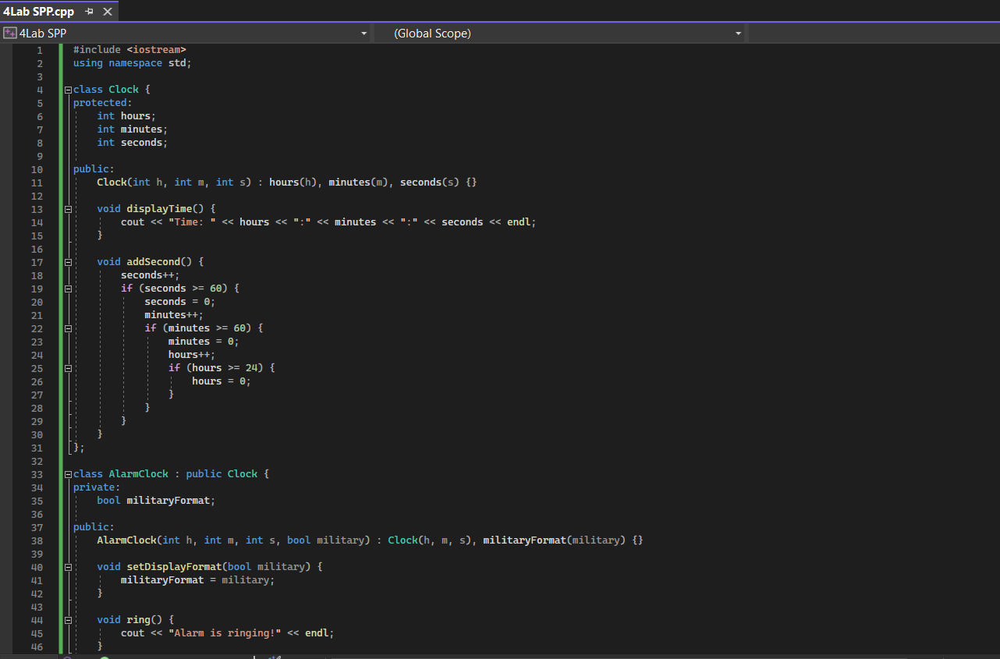 4Lab SPP.cpp
4Lab SPP (Global Scope)
1 #include <iostream>
2 using namespace std;
3
4 class Clock {
5 protected:
6 int hours;
7 int minutes;
8 int seconds;
9
10 public:
11 Clock(int h, int m, int s) : hours(h), minutes(m), seconds(s) {}
12
13 void displayTime() {
14 cout << "Time: " << hours << ":" << minutes << ":" << seconds << endl;
15 }
16
17 void addSecond() {
18 seconds++;
19 if (seconds >= 60) {
20 seconds = 0;
21 minutes++;
22 if (minutes >= 60) {
23 minutes = 0;
24 hours++;
25 if (hours >= 24) {
26 hours = 0;
27 }
28 }
29 }
30 }
31 };
32
33 class AlarmClock : public Clock {
34 private:
35 bool militaryFormat;
36
37 public:
38 AlarmClock(int h, int m, int s, bool military) : Clock(h, m, s), militaryFormat(military) {}
39
40 void setDisplayFormat(bool military) {
41 militaryFormat = military;
42 }
43
44 void ring() {
45 cout << "Alarm is ringing!" << endl;
46 }